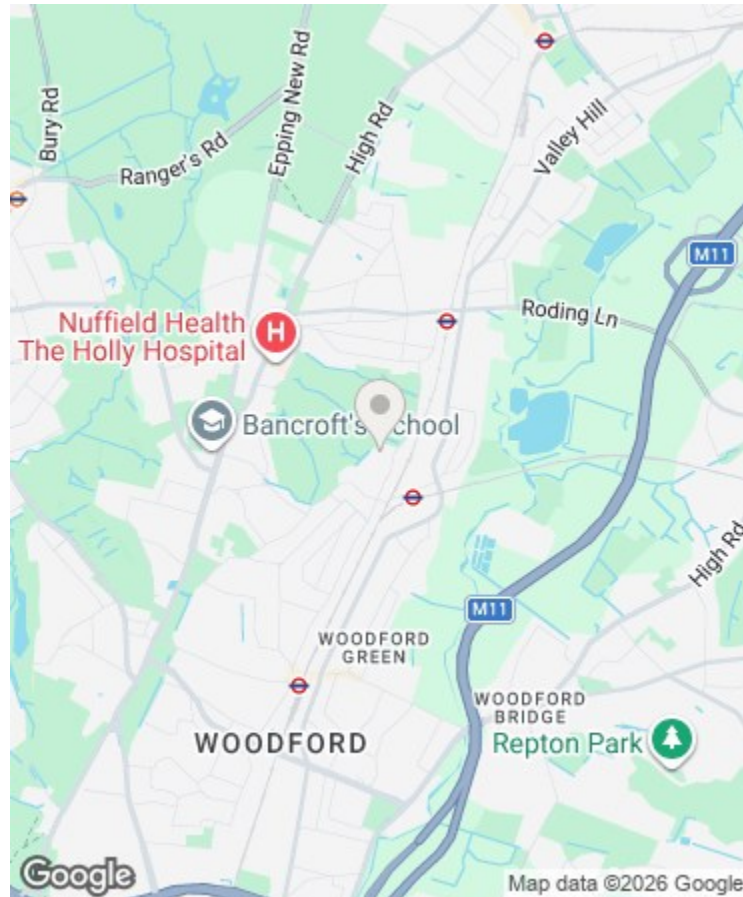 Bury Rd
Ranger's Rd
Epping New Rd
High Rd
Valley Hill
M11
Roding Ln
Nuffield Health
The Holly Hospital
H
Bancroft's School
High Rd
M11
WOODFORD
GREEN
WOODFORD
BRIDGE
WOODFORD
Repton Park
Google
Map data ©2026 Google